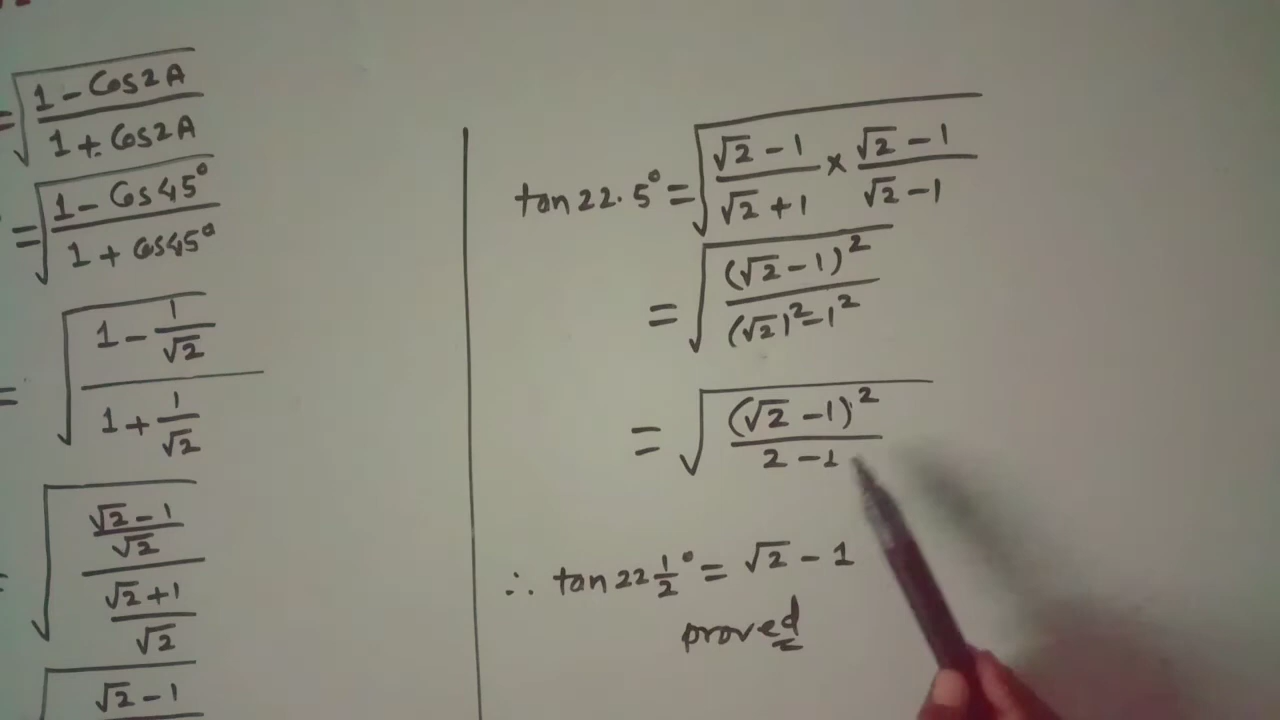 = √((1 - Cos2A)/(1 + Cos2A))
= √((1 - Cos45°)/(1 + Cos45°))
= √((1 - 1/√2)/(1 + 1/√2))
= √(((√2 - 1)/√2)/((√2 + 1)/√2))
√2 - 1
tan 22.5° = √((√2 - 1)/(√2 + 1) × (√2 - 1)/(√2 - 1))
= √((√2 - 1)²/((√2)² - 1²))
= √((√2 - 1)²/(2 - 1))
∴ tan 22 1/2° = √2 - 1
proved